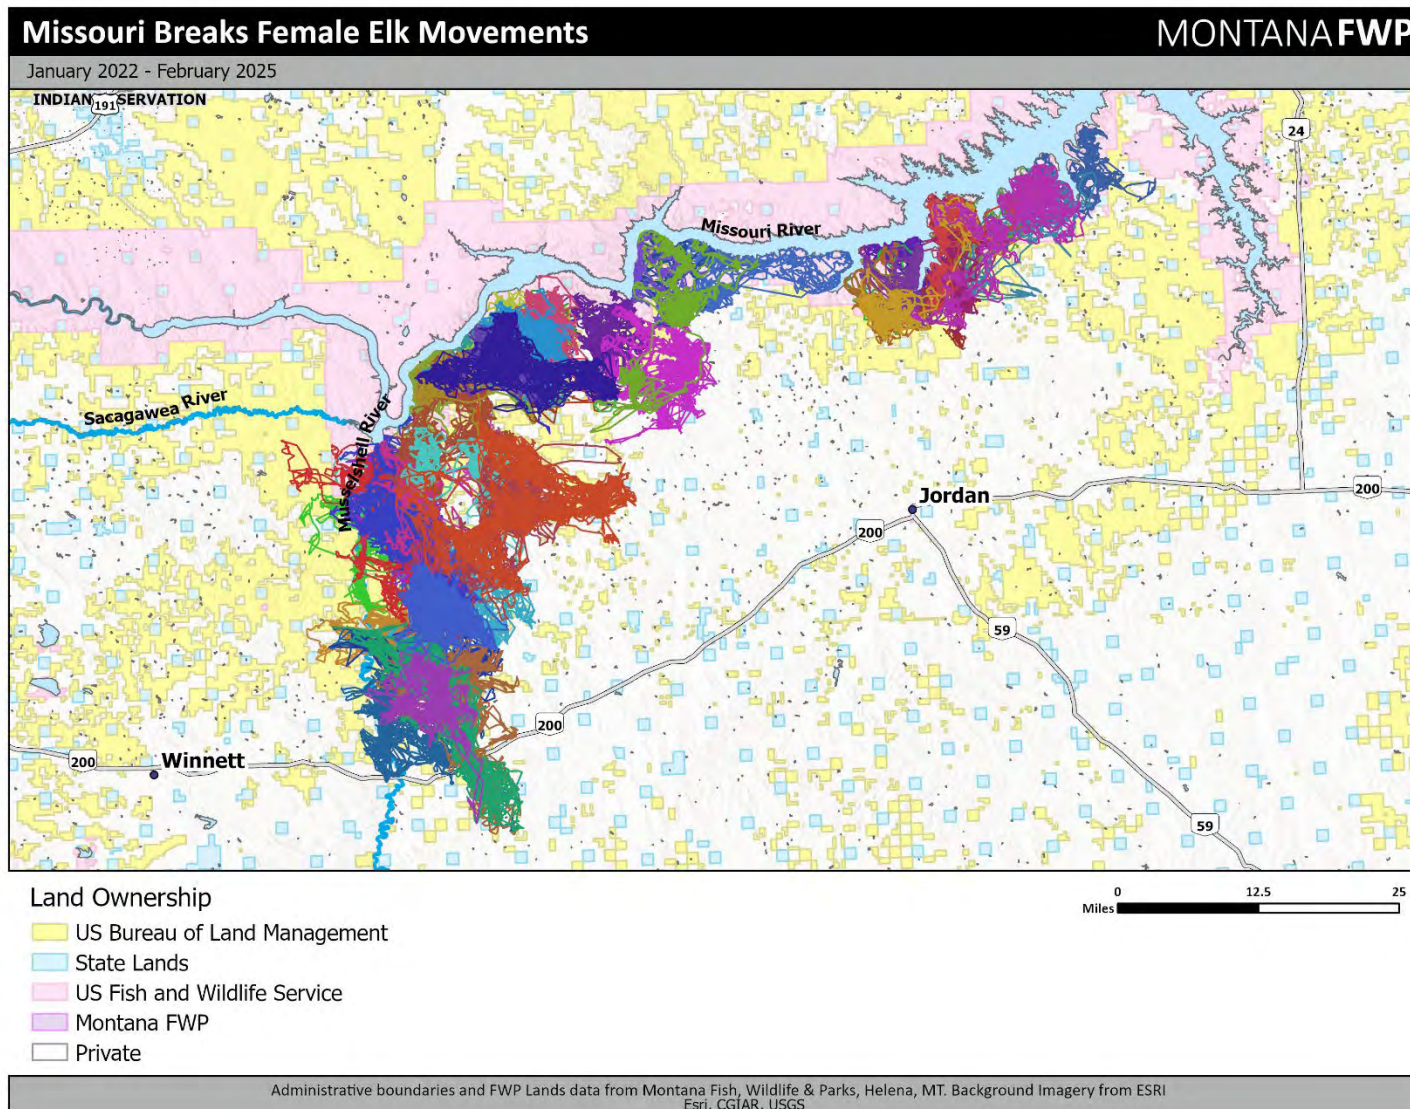 Missouri Breaks Female Elk Movements
MONTANA FWP
January 2022 - February 2025
INDIAN 191 SERVATION
24
Missouri River
Sacagawea River
Musselshell River
Jordan
200
200
59
200
Winnett
200
59
Land Ownership
US Bureau of Land Management
State Lands
US Fish and Wildlife Service
Montana FWP
Private
0 12.5 25
Miles
Administrative boundaries and FWP Lands data from Montana Fish, Wildlife & Parks, Helena, MT. Background Imagery from ESRI
Esri, CGIAR, USGS